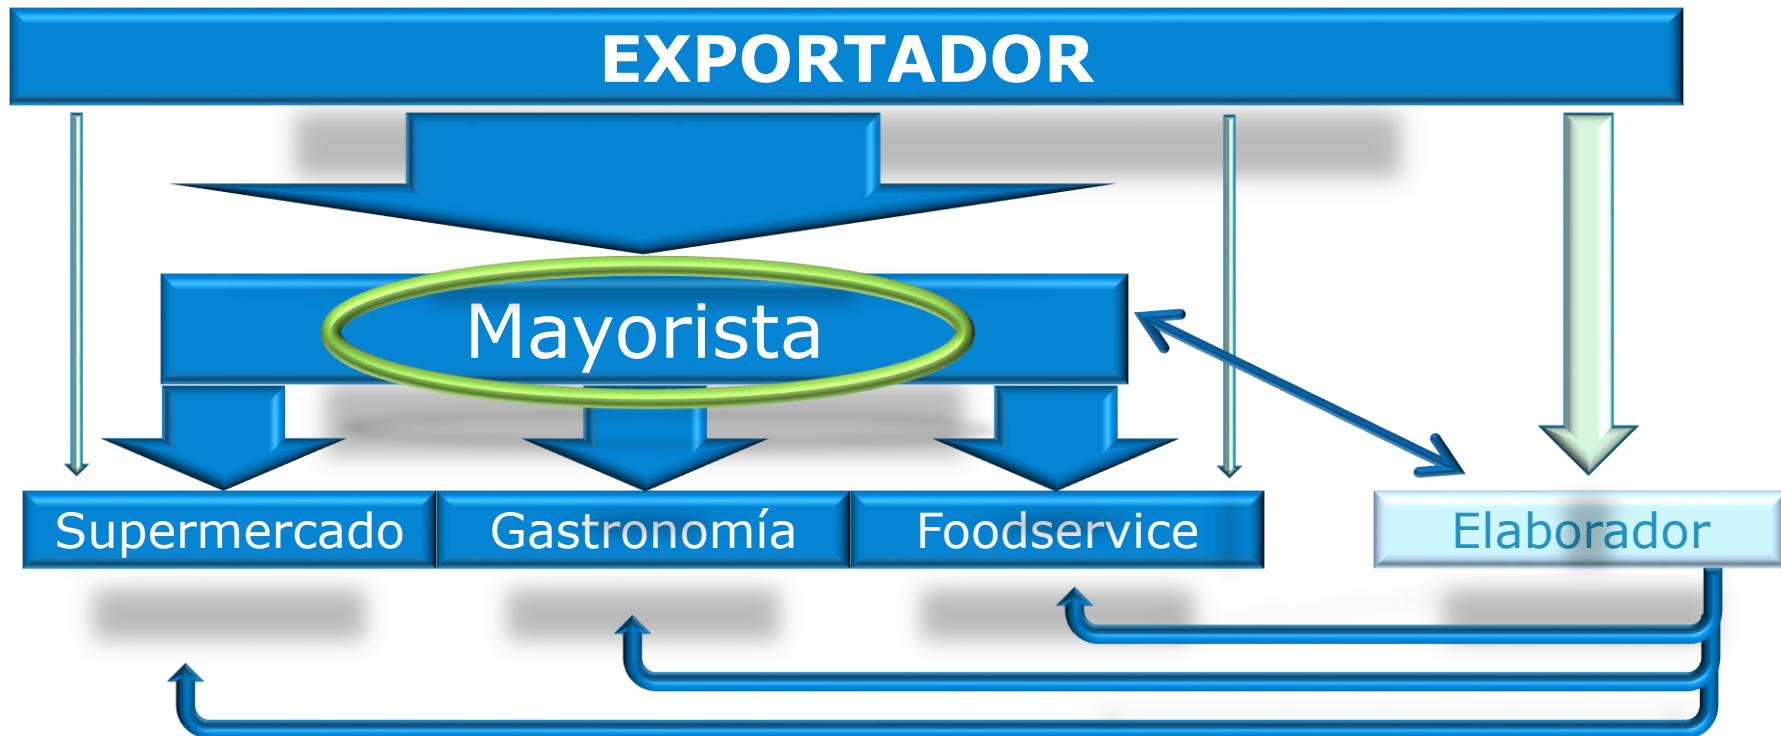 EXPORTADOR
Mayorista
Supermercado
Gastronomía
Foodservice
Elaborador